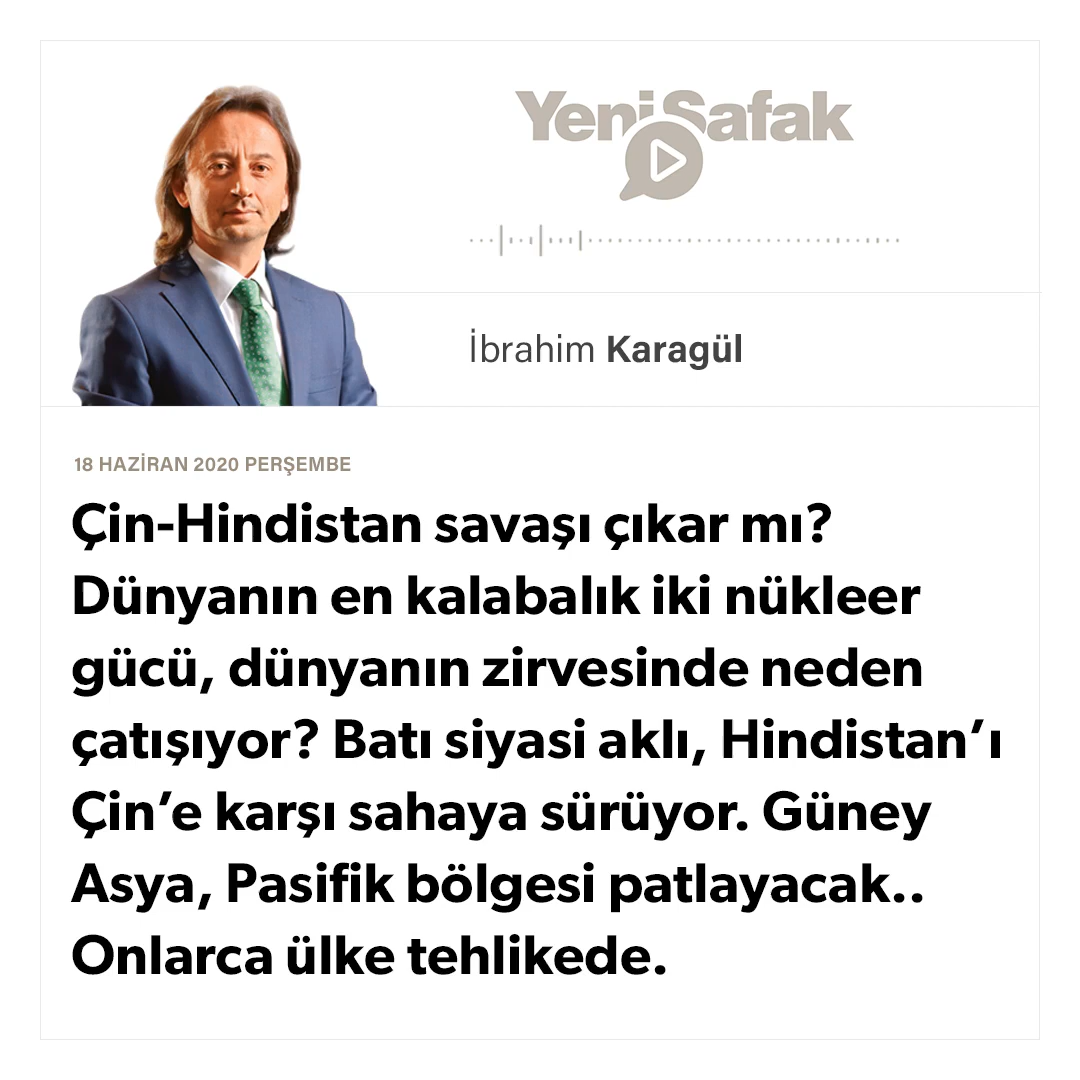 YeniSafak
İbrahim Karagül
18 HAZİRAN 2020 PERŞEMBE
Çin-Hindistan savaşı çıkar mı?
Dünyanın en kalabalık iki nükleer
gücü, dünyanın zirvesinde neden
çatışıyor? Batı siyasi aklı, Hindistan’ı
Çin’e karşı sahaya sürüyor. Güney
Asya, Pasifik bölgesi patlayacak..
Onlarca ülke tehlikede.